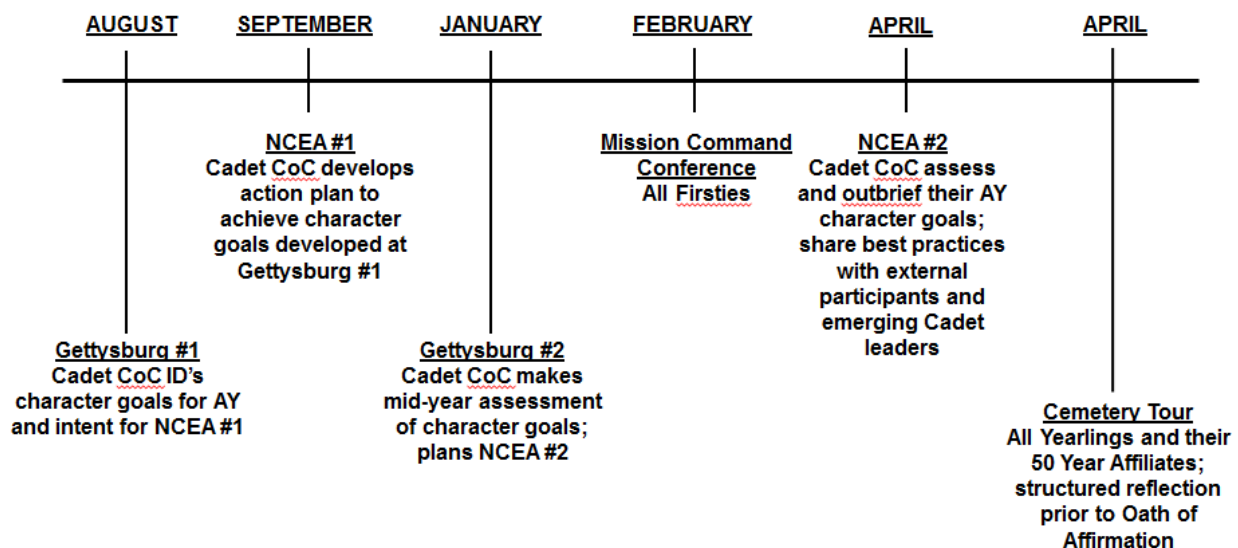 AUGUST
SEPTEMBER
JANUARY
FEBRUARY
APRIL
APRIL
NCEA #1
Cadet CoC develops
action plan to
achieve character
goals developed at
Gettysburg #1
Mission Command
Conference
All Firsties
NCEA #2
Cadet CoC assess
and outbrief their AY
character goals;
share best practices
with external
participants and
emerging Cadet
leaders
Gettysburg #1
Cadet CoC ID's
character goals for AY
and intent for NCEA #1
Gettysburg #2
Cadet CoC makes
mid-year assessment
of character goals;
plans NCEA #2
Cemetery Tour
All Yearlings and their
50 Year Affiliates;
structured reflection
prior to Oath of
Affirmation